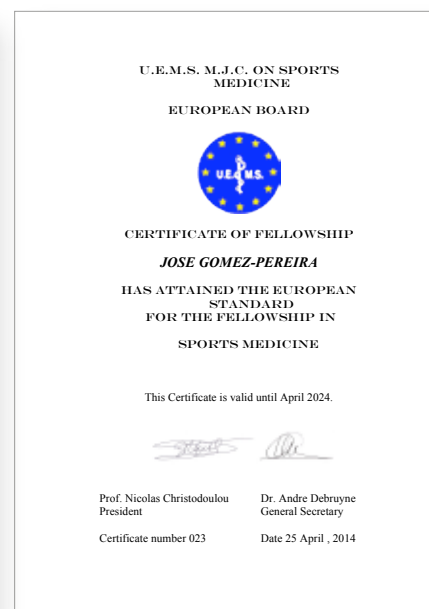 U.E.M.S. M.J.C. ON SPORTS
MEDICINE
EUROPEAN BOARD
U.E.M.S.
CERTIFICATE OF FELLOWSHIP
JOSE GOMEZ-PEREIRA
HAS ATTAINED THE EUROPEAN
STANDARD
FOR THE FELLOWSHIP IN
SPORTS MEDICINE
This Certificate is valid until April 2024.
Prof. Nicolas Christodoulou Dr. Andre Debruyne
President General Secretary
Certificate number 023 Date 25 April , 2014